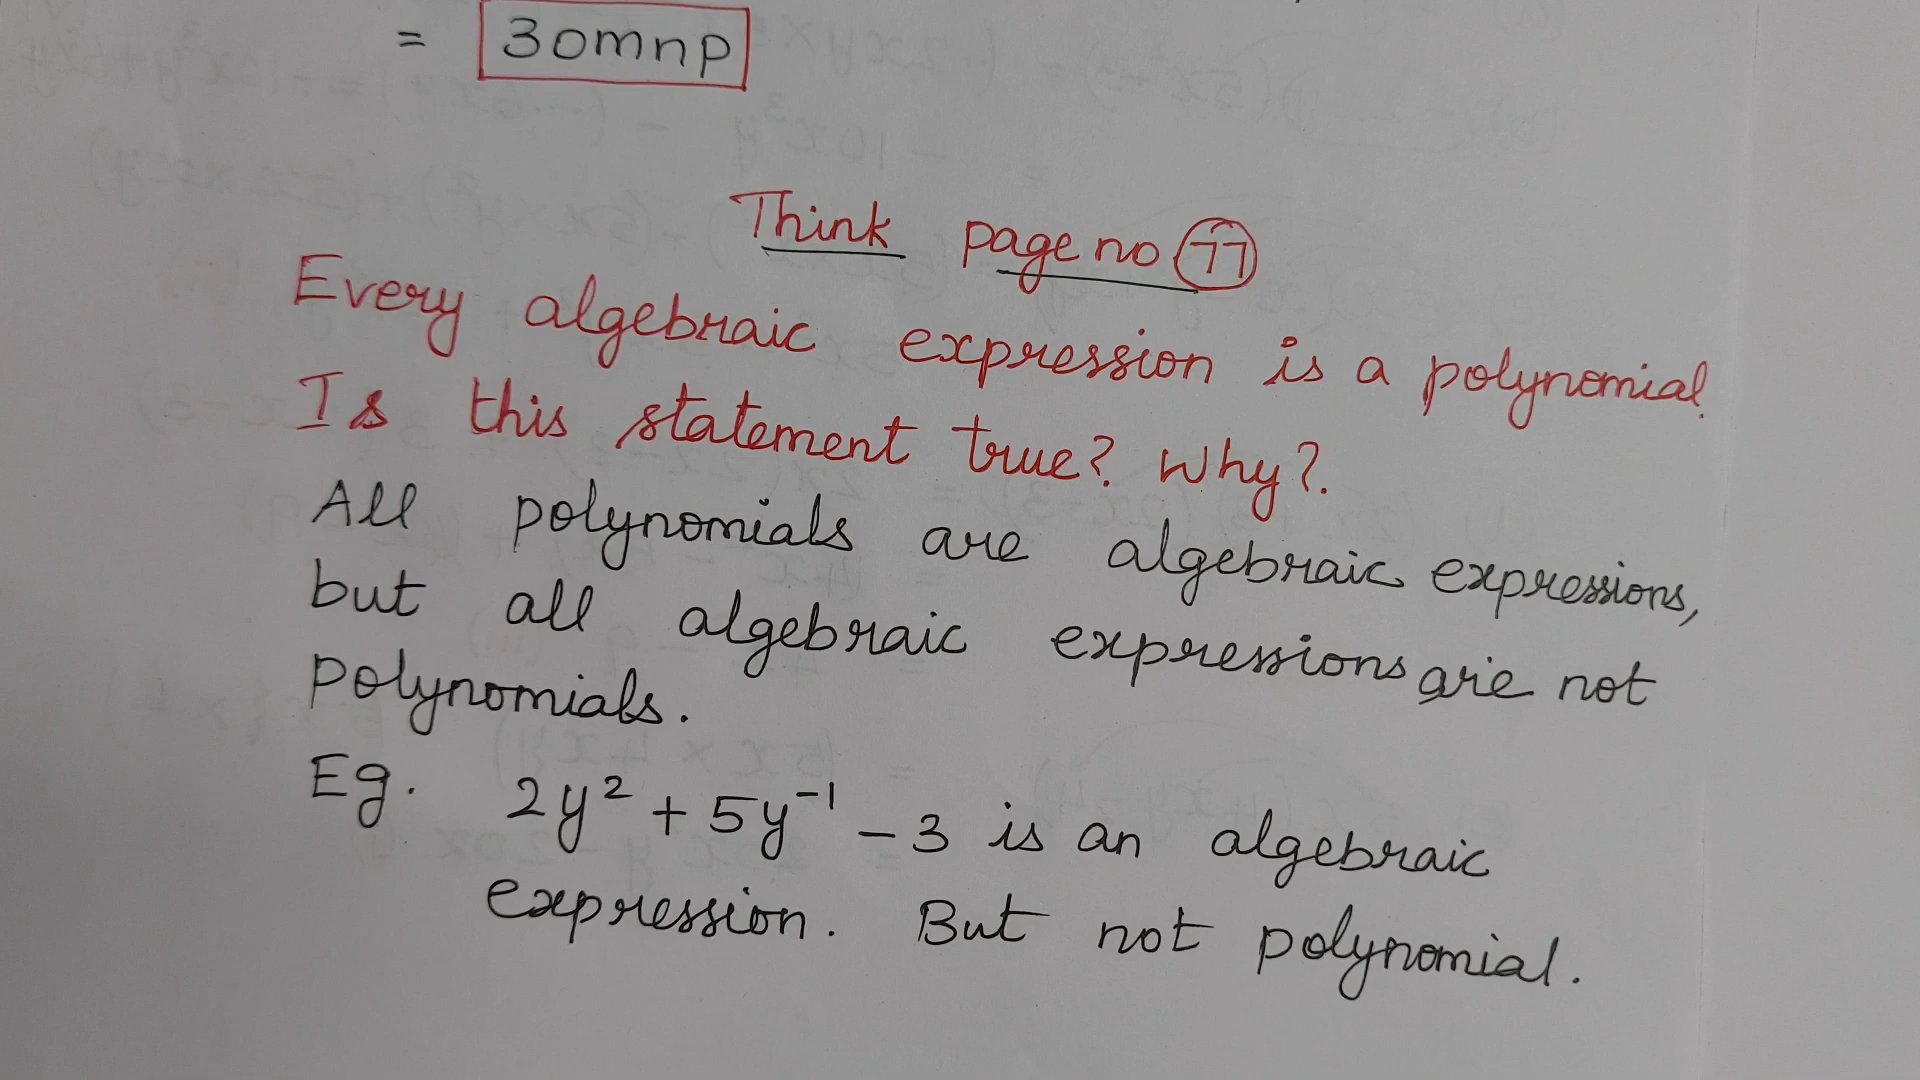 = 30mnp
Think page no 77
Every algebraic expression is a polynomial.
Is this statement true? Why?.
All polynomials are algebraic expressions,
but all algebraic expressions are not
polynomials.
Eg. 2y² + 5y⁻¹ - 3 is an algebraic
expression. But not polynomial.